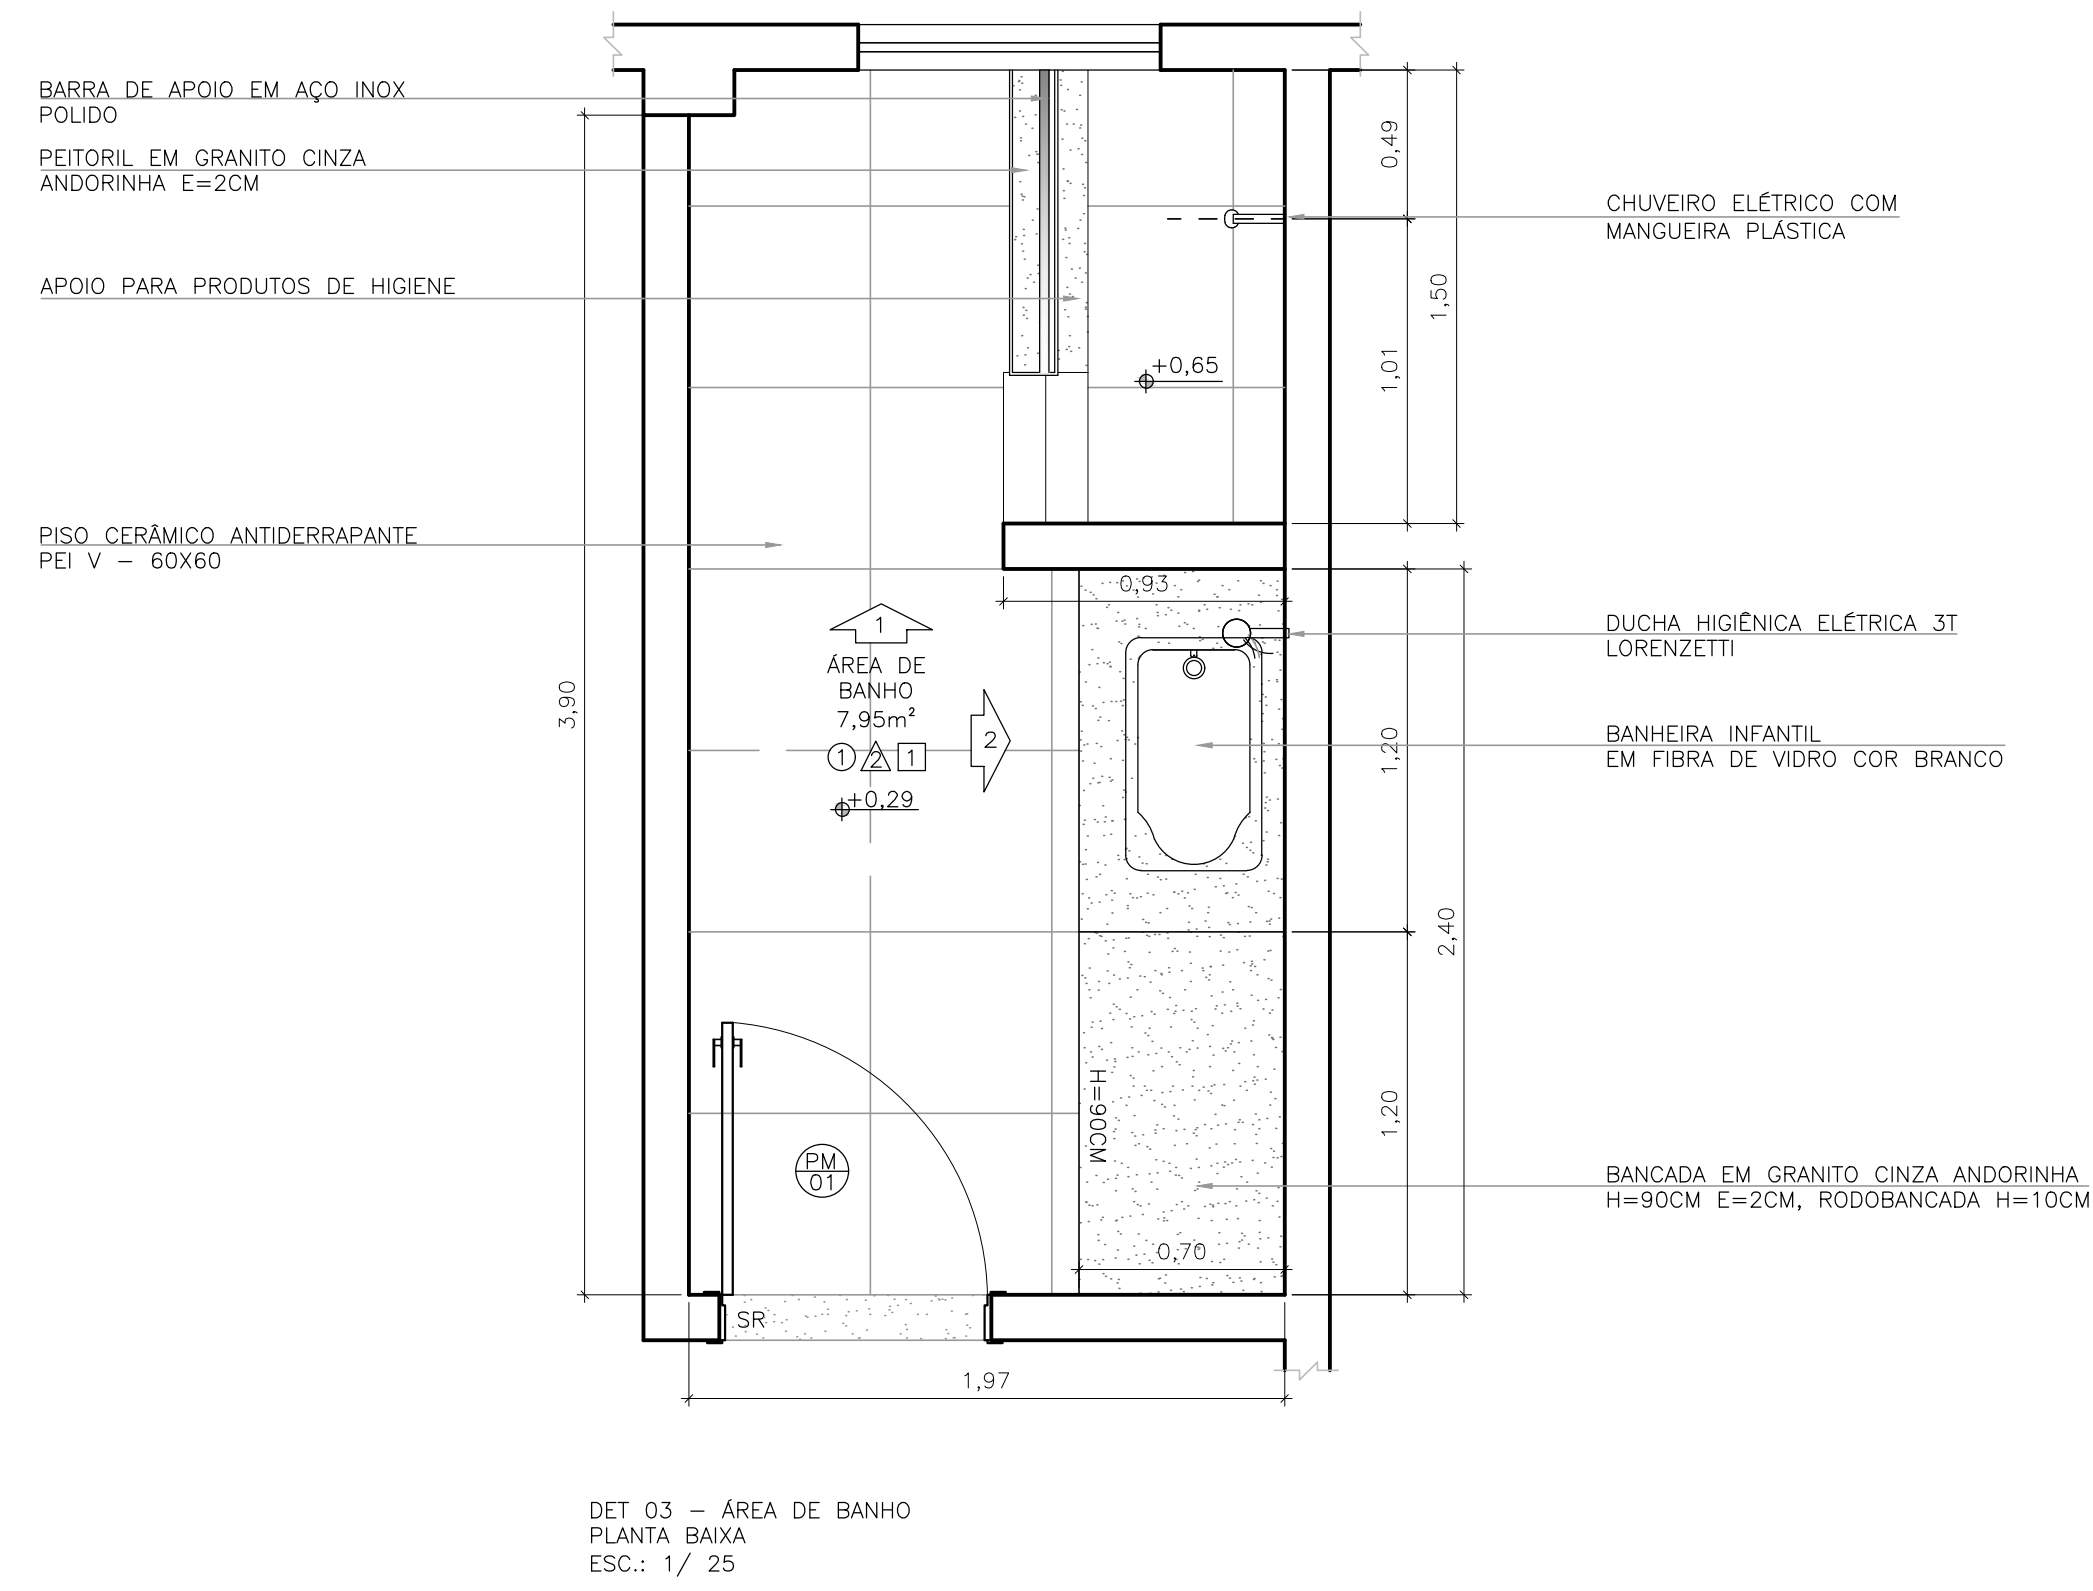 BARRA DE APOIO EM AÇO INOX
POLIDO
PEITORIL EM GRANITO CINZA
ANDORINHA E=2CM
APOIO PARA PRODUTOS DE HIGIENE
PISO CERÂMICO ANTIDERRAPANTE
PEI V – 60X60
3,90
+0,65
0,93
1
ÁREA DE
BANHO
7,95m²
1 2 1
+0,29
2
H=90CM
PM
01
0,70
SR
1,97
0,49
1,50
1,01
1,20
2,40
1,20
CHUVEIRO ELÉTRICO COM
MANGUEIRA PLÁSTICA
DUCHA HIGIÊNICA ELÉTRICA 3T
LORENZETTI
BANHEIRA INFANTIL
EM FIBRA DE VIDRO COR BRANCO
BANCADA EM GRANITO CINZA ANDORINHA
H=90CM E=2CM, RODOBANCADA H=10CM
DET 03 – ÁREA DE BANHO
PLANTA BAIXA
ESC.: 1/ 25